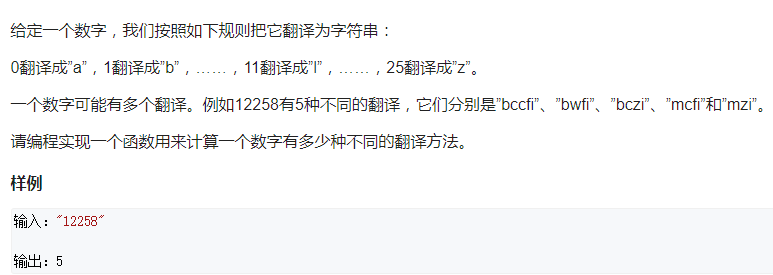 给定一个数字，我们按照如下规则把它翻译为字符串：
0翻译成”a”，1翻译成”b”，……，11翻译成”l”，……，25翻译成”z”。
一个数字可能有多个翻译。例如12258有5种不同的翻译，它们分别是”bccfi”、”bwfi”、”bczi”、”mcfi”和”mzi”。
请编程实现一个函数用来计算一个数字有多少种不同的翻译方法。
样例
输入："12258"
输出：5